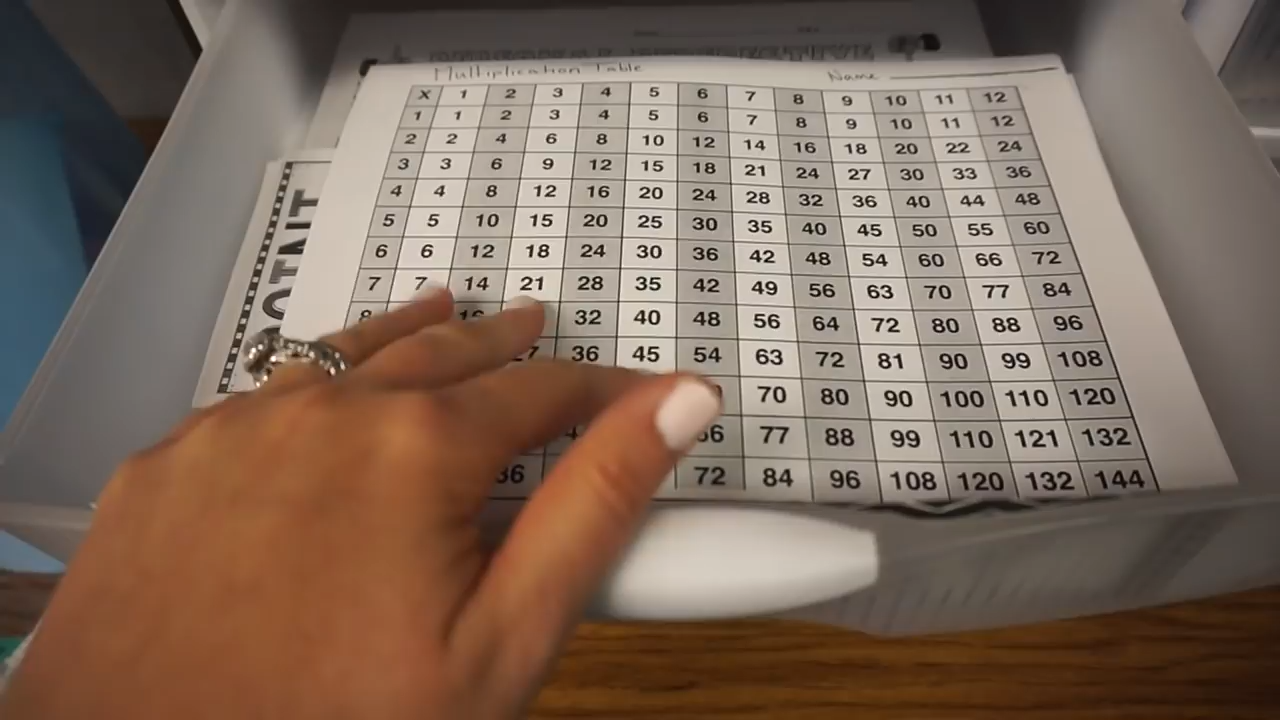 Multiplication Table Name
X 1 2 3 4 5 6 7 8 9 10 11 12
1 1 2 3 4 5 6 7 8 9 10 11 12
2 2 4 6 8 10 12 14 16 18 20 22 24
3 3 6 9 12 15 18 21 24 27 30 33 36
4 4 8 12 16 20 24 28 32 36 40 44 48
5 5 10 15 20 25 30 35 40 45 50 55 60
6 6 12 18 24 30 36 42 48 54 60 66 72
7 7 14 21 28 35 42 49 56 63 70 77 84
8 16 32 40 48 56 64 72 80 88 96
27 36 45 54 63 72 81 90 99 108
70 80 90 100 110 120
66 77 88 99 110 121 132
36 72 84 96 108 120 132 144